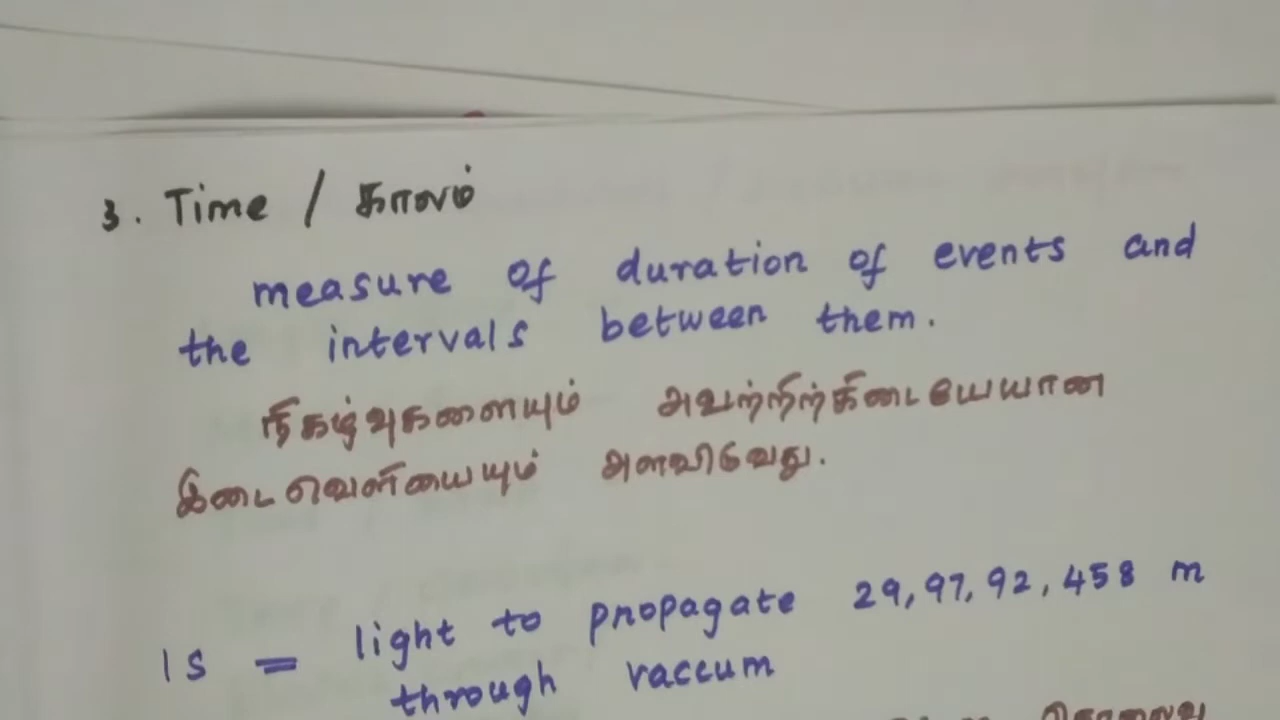 3. Time / காலம்
measure of duration of events and
the intervals between them.
நிகழ்வுகளையும் அவற்றிற்கிடையேயான
இடைவெளியையும் அளவிடுவது.
1s = light to propagate 29,97,92,458 m
through vaccum
தொலைவு